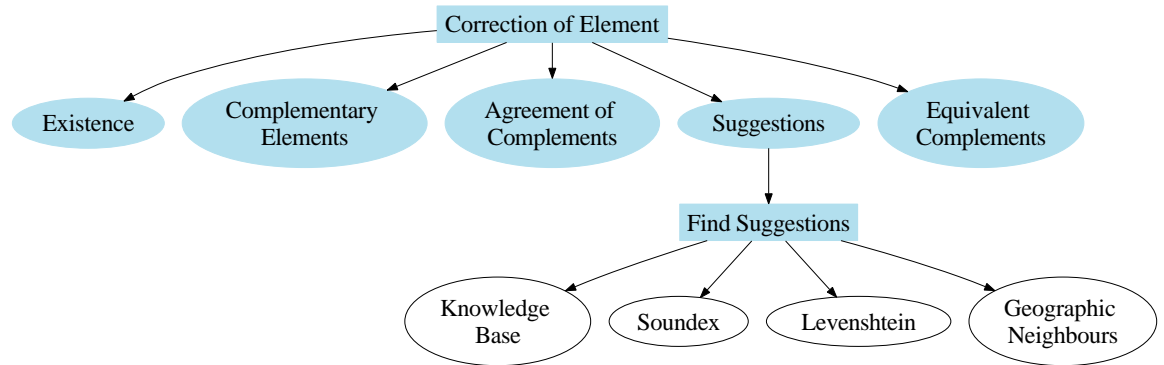 Correction of Element
Existence
Complementary
Elements
Agreement of
Complements
Suggestions
Equivalent
Complements
Find Suggestions
Knowledge
Base
Soundex
Levenshtein
Geographic
Neighbours